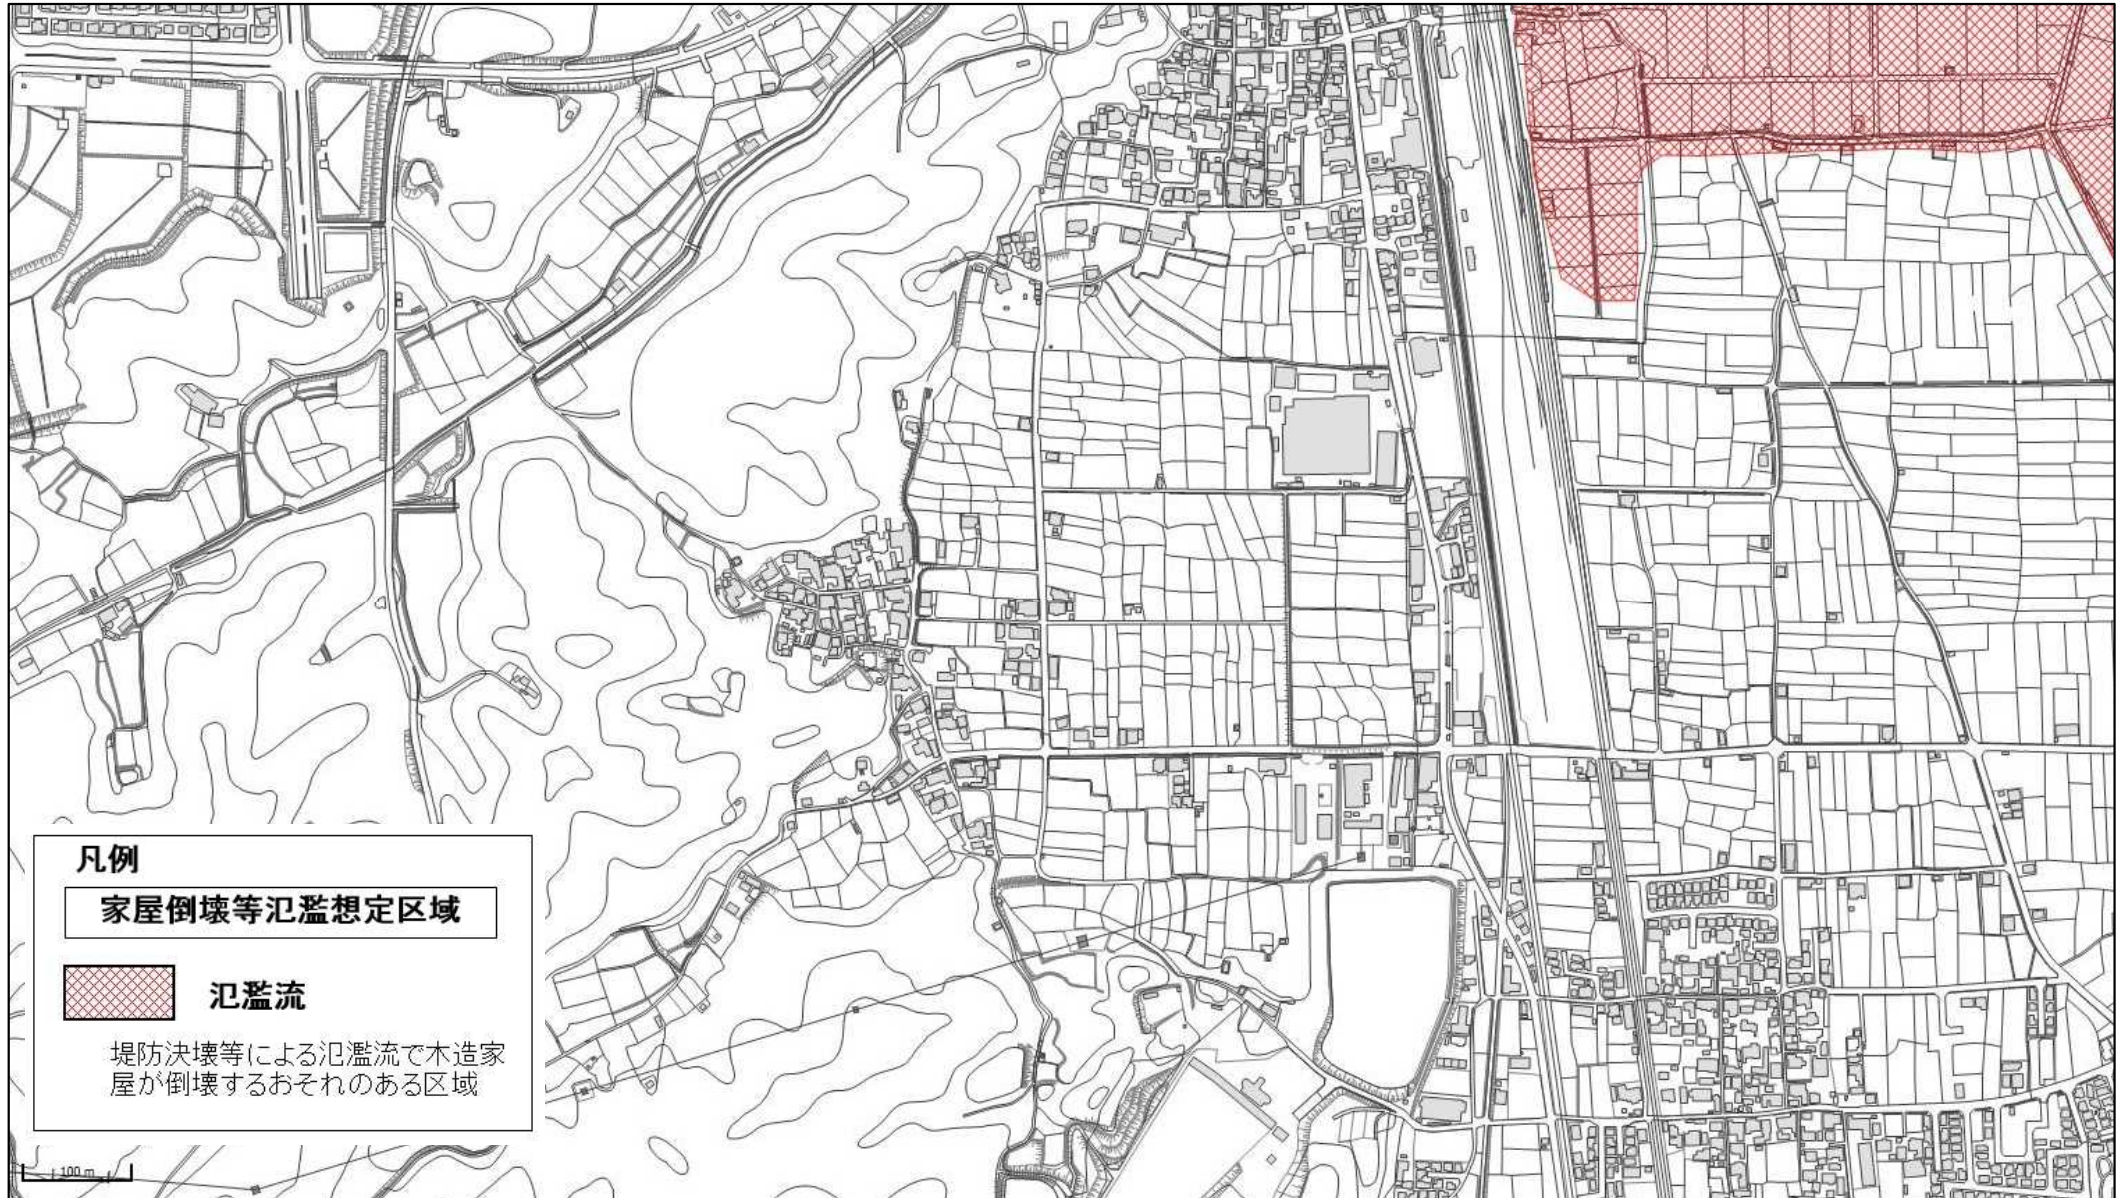 凡例
家屋倒壊等氾濫想定区域
氾濫流
堤防決壊等による氾濫流で木造家
屋が倒壊するおそれのある区域
100 m